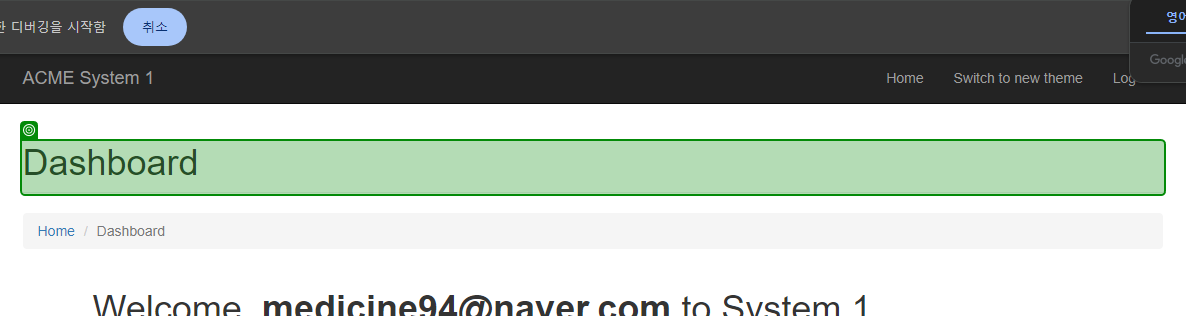 한 디버깅을 시작함 취소 영어
Google
ACME System 1 Home Switch to new theme Log
Dashboard
Home / Dashboard
Welcome, medicine94@naver.com to System 1